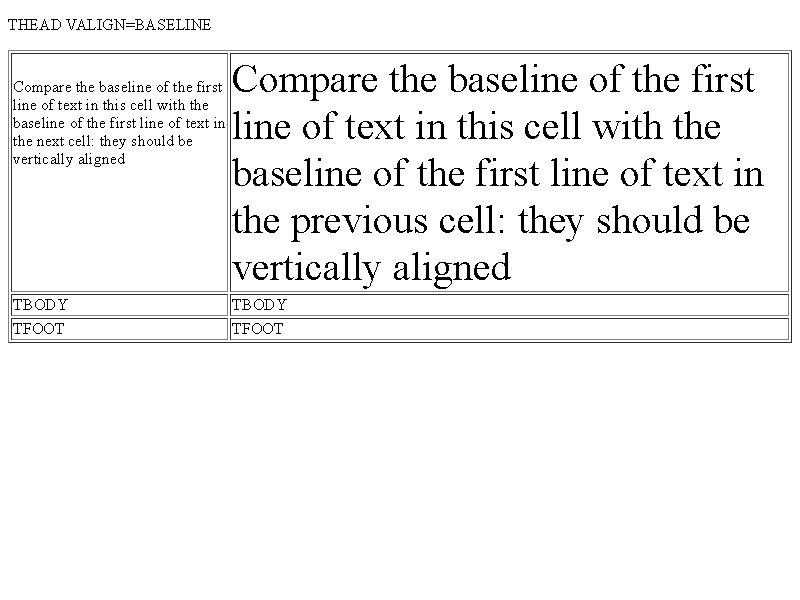 THEAD VALIGN=BASELINE
Compare the baseline of the first
line of text in this cell with the
baseline of the first line of text in
the next cell: they should be
vertically aligned
Compare the baseline of the first
line of text in this cell with the
baseline of the first line of text in
the previous cell: they should be
vertically aligned
TBODY
TBODY
TFOOT
TFOOT